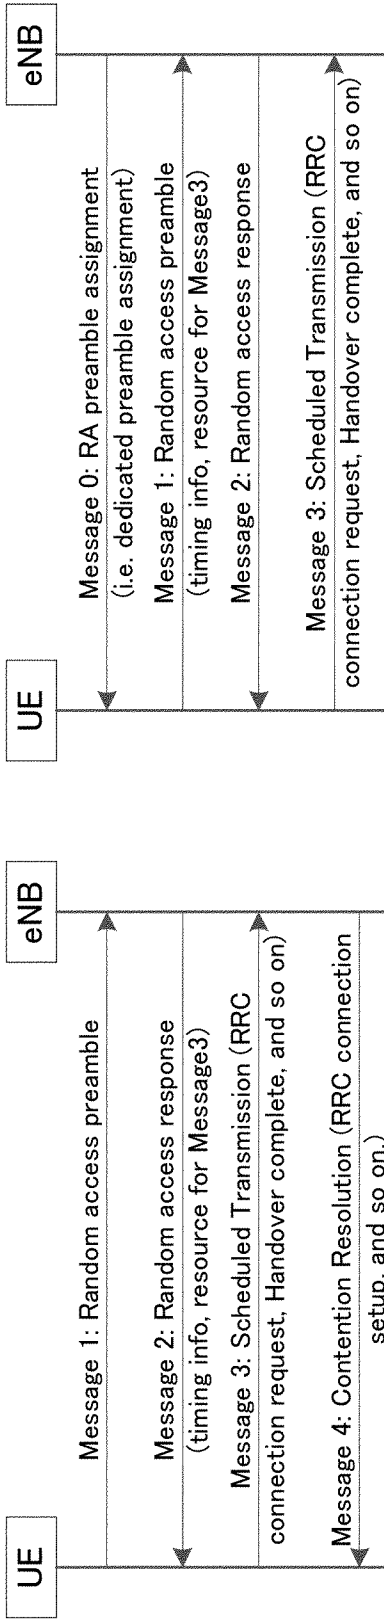 UE
eNB
Message 1: Random access preamble
Message 2: Random access response
(timing info, resource for Message3)
Message 3: Scheduled Transmission (RRC
connection request, Handover complete, and so on)
Message 4: Contention Resolution (RRC connection
setup, and so on.)
UE
eNB
Message 0: RA preamble assignment
(i.e. dedicated preamble assignment)
Message 1: Random access preamble
(timing info, resource for Message3)
Message 2: Random access response
Message 3: Scheduled Transmission (RRC
connection request, Handover complete, and so on)